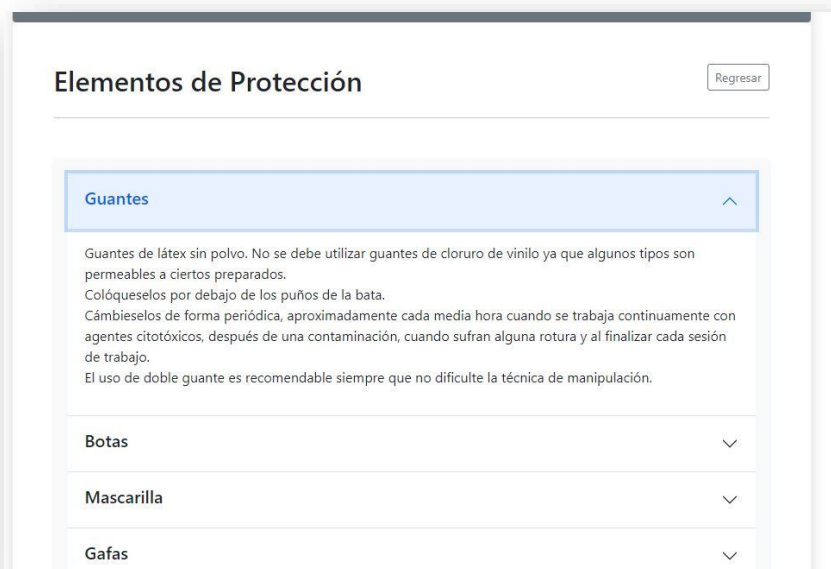 Elementos de Protección
Regresar
Guantes
Guantes de látex sin polvo. No se debe utilizar guantes de cloruro de vinilo ya que algunos tipos son
permeables a ciertos preparados.
Colóqueselos por debajo de los puños de la bata.
Cámbieselos de forma periódica, aproximadamente cada media hora cuando se trabaja continuamente con
agentes citotóxicos, después de una contaminación, cuando sufran alguna rotura y al finalizar cada sesión
de trabajo.
El uso de doble guante es recomendable siempre que no dificulte la técnica de manipulación.
Botas
Mascarilla
Gafas